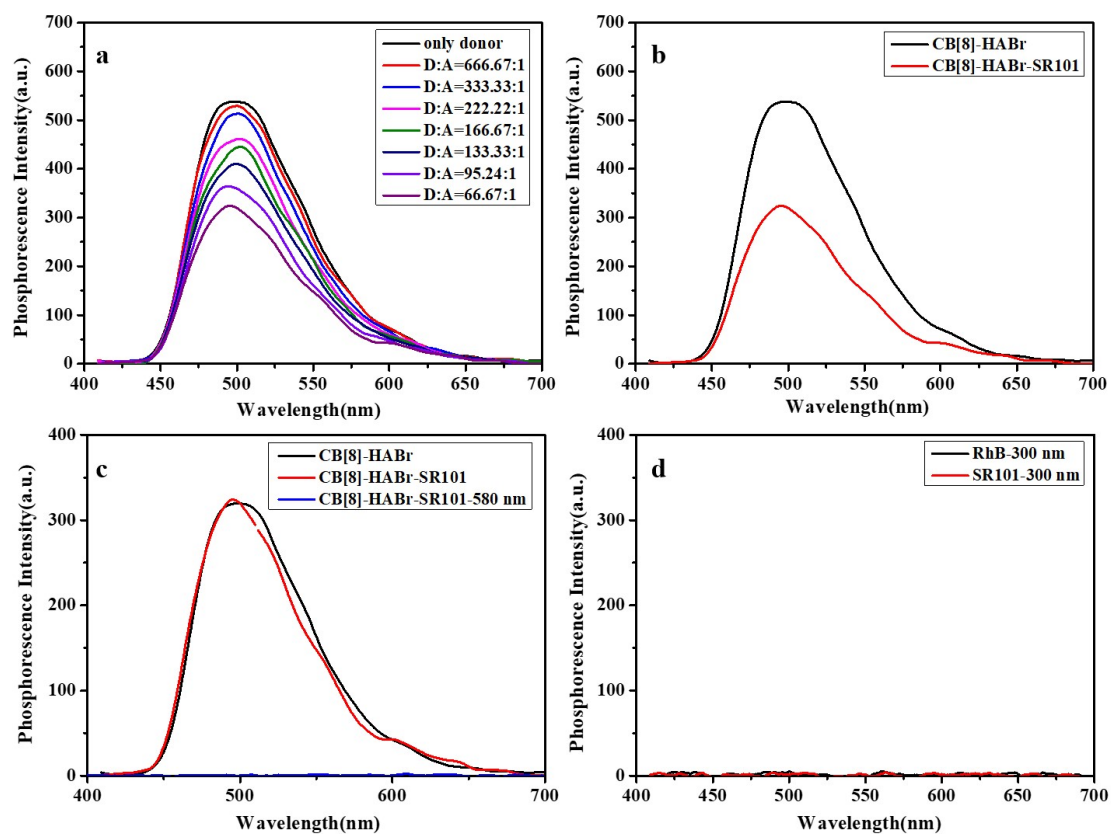 a
only donor
D:A=666.67:1
D:A=333.33:1
D:A=222.22:1
D:A=166.67:1
D:A=133.33:1
D:A=95.24:1
D:A=66.67:1
Phosphorescence Intensity(a.u.)
700
600
500
400
300
200
100
0
400 450 500 550 600 650 700
Wavelength(nm)
b
CB[8]-HABr
CB[8]-HABr-SR101
Phosphorescence Intensity(a.u.)
700
600
500
400
300
200
100
0
400 450 500 550 600 650 700
Wavelength(nm)
c
CB[8]-HABr
CB[8]-HABr-SR101
CB[8]-HABr-SR101-580 nm
Phosphorescence Intensity(a.u.)
400
300
200
100
0
400 500 600 700
Wavelength(nm)
d
RhB-300 nm
SR101-300 nm
Phosphorescence Intensity(a.u.)
400
300
200
100
0
400 450 500 550 600 650 700
Wavelength(nm)